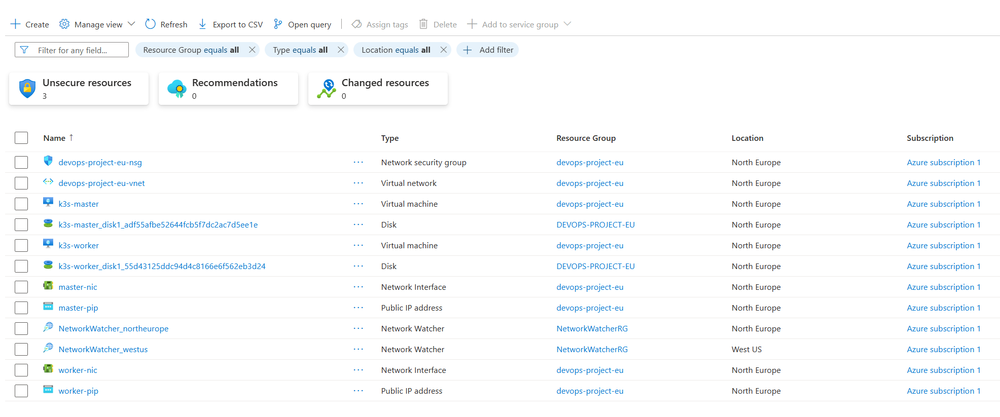 Create Manage view Refresh Export to CSV Open query Assign tags Delete Add to service group
Filter for any field... Resource Group equals all Type equals all Location equals all Add filter
Unsecure resources
3
Recommendations
0
Changed resources
0
Name ↑ Type Resource Group Location Subscription
devops-project-eu-nsg ... Network security group devops-project-eu North Europe Azure subscription 1
devops-project-eu-vnet ... Virtual network devops-project-eu North Europe Azure subscription 1
k3s-master ... Virtual machine devops-project-eu North Europe Azure subscription 1
k3s-master_disk1_adf55afbe52644fcb5f7dc2ac7d5ee1e ... Disk DEVOPS-PROJECT-EU North Europe Azure subscription 1
k3s-worker ... Virtual machine devops-project-eu North Europe Azure subscription 1
k3s-worker_disk1_55d43125ddc94d4c8166e6f562eb3d24 ... Disk DEVOPS-PROJECT-EU North Europe Azure subscription 1
master-nic ... Network Interface devops-project-eu North Europe Azure subscription 1
master-pip ... Public IP address devops-project-eu North Europe Azure subscription 1
NetworkWatcher_northeurope ... Network Watcher NetworkWatcherRG North Europe Azure subscription 1
NetworkWatcher_westus ... Network Watcher NetworkWatcherRG West US Azure subscription 1
worker-nic ... Network Interface devops-project-eu North Europe Azure subscription 1
worker-pip ... Public IP address devops-project-eu North Europe Azure subscription 1